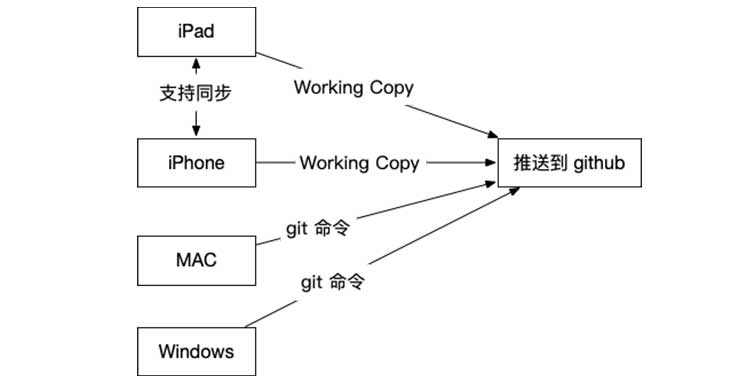 iPad
支持同步
Working Copy
iPhone
Working Copy
推送到 github
MAC
git 命令
git 命令
Windows